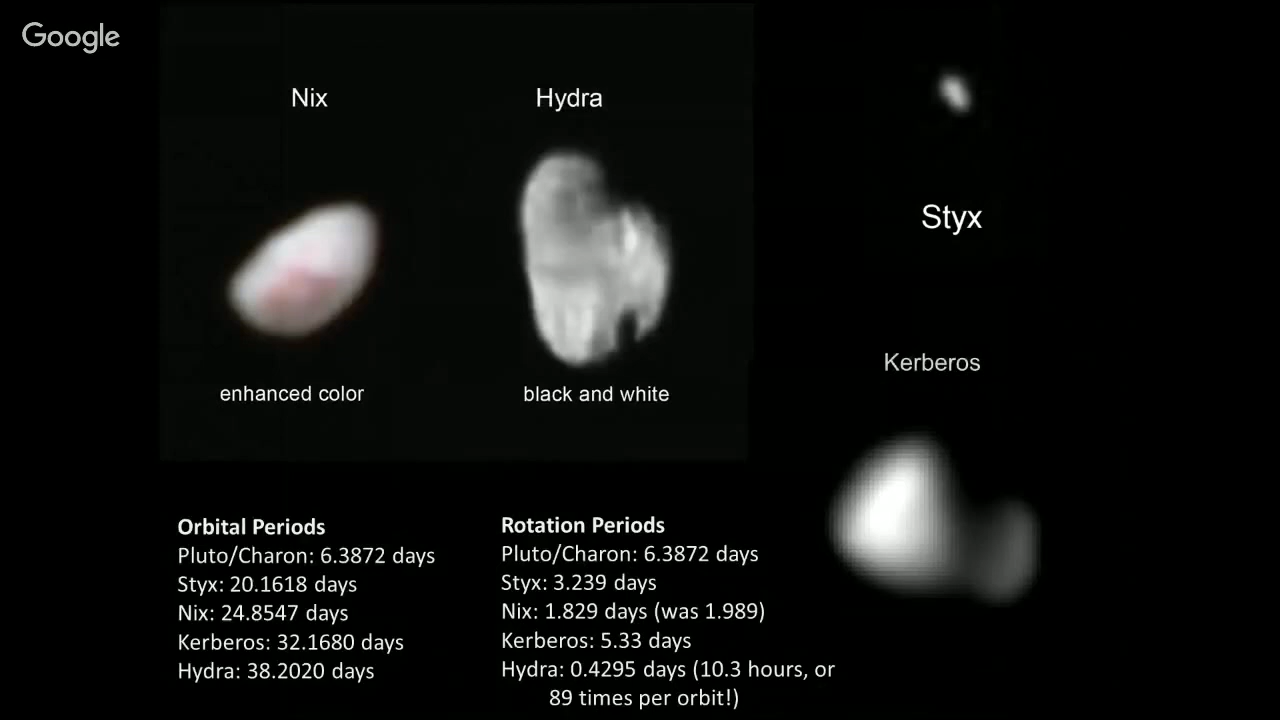 Google
Nix
Hydra
Styx
enhanced color
black and white
Kerberos
Orbital Periods
Pluto/Charon: 6.3872 days
Styx: 20.1618 days
Nix: 24.8547 days
Kerberos: 32.1680 days
Hydra: 38.2020 days
Rotation Periods
Pluto/Charon: 6.3872 days
Styx: 3.239 days
Nix: 1.829 days (was 1.989)
Kerberos: 5.33 days
Hydra: 0.4295 days (10.3 hours, or
89 times per orbit!)